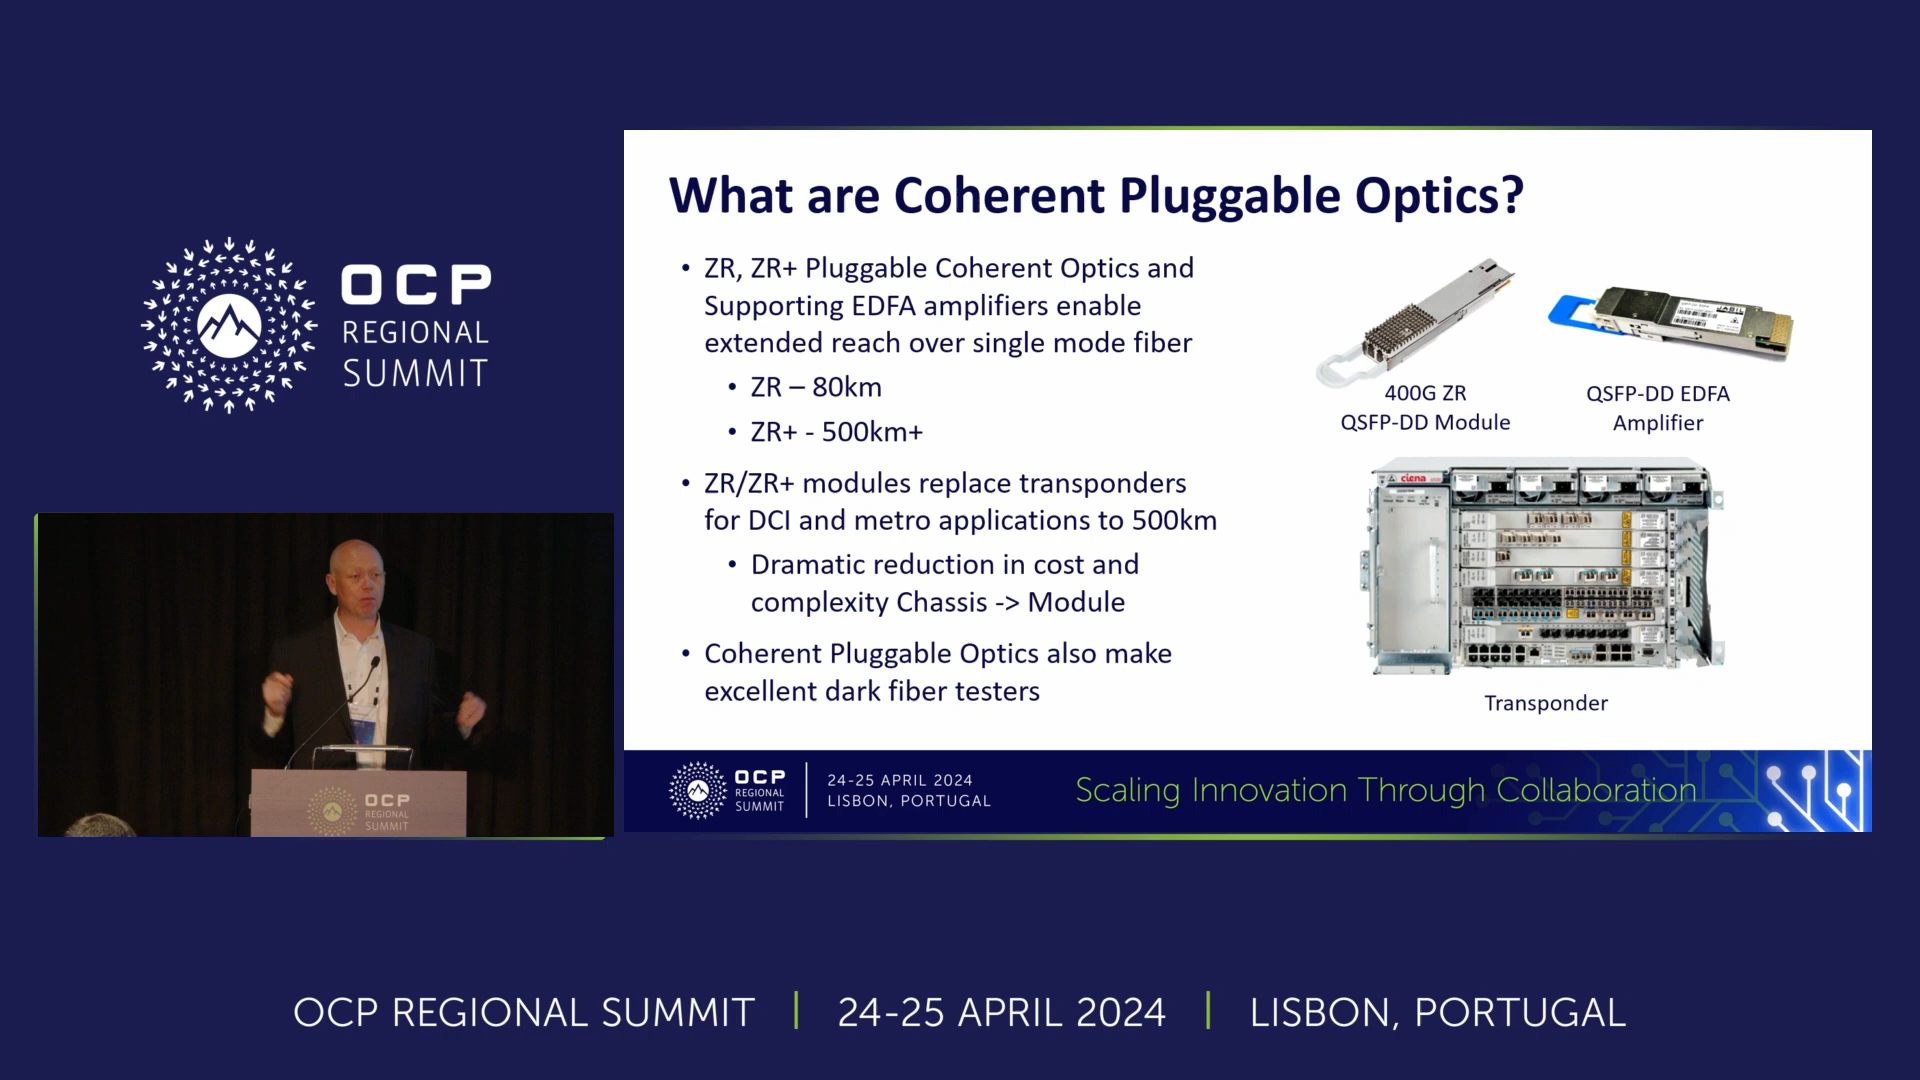 OCP
REGIONAL
SUMMIT
What are Coherent Pluggable Optics?
• ZR, ZR+ Pluggable Coherent Optics and
Supporting EDFA amplifiers enable
extended reach over single mode fiber
• ZR – 80km
• ZR+ - 500km+
• ZR/ZR+ modules replace transponders
for DCI and metro applications to 500km
• Dramatic reduction in cost and
complexity Chassis -> Module
• Coherent Pluggable Optics also make
excellent dark fiber testers
400G ZR
QSFP-DD Module
JABIL
QSFP-DD EDFA
Amplifier
ciena
Transponder
OCP
REGIONAL
SUMMIT
24-25 APRIL 2024
LISBON, PORTUGAL
Scaling Innovation Through Collaboration
OCP
REGIONAL
SUMMIT
OCP REGIONAL SUMMIT | 24-25 APRIL 2024 | LISBON, PORTUGAL